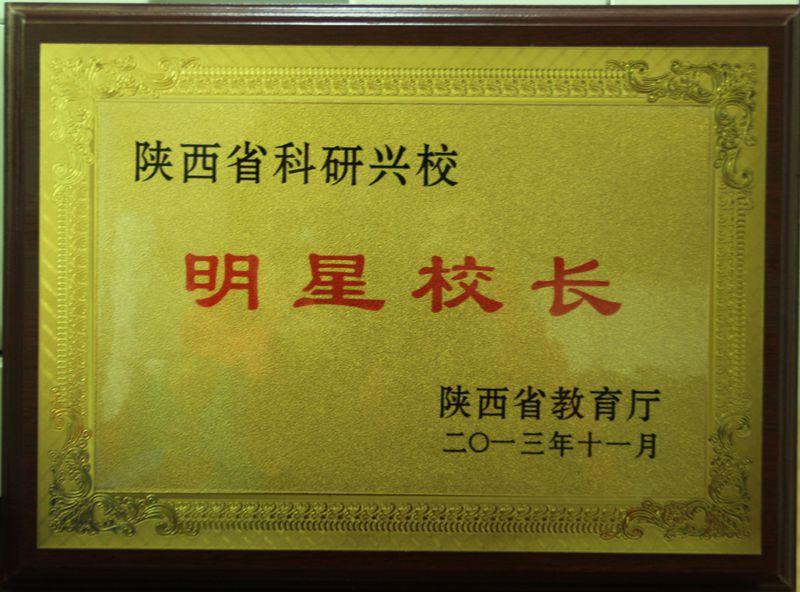 陕西省科研兴校
明星校长
陕西省教育厅
二〇一三年十一月